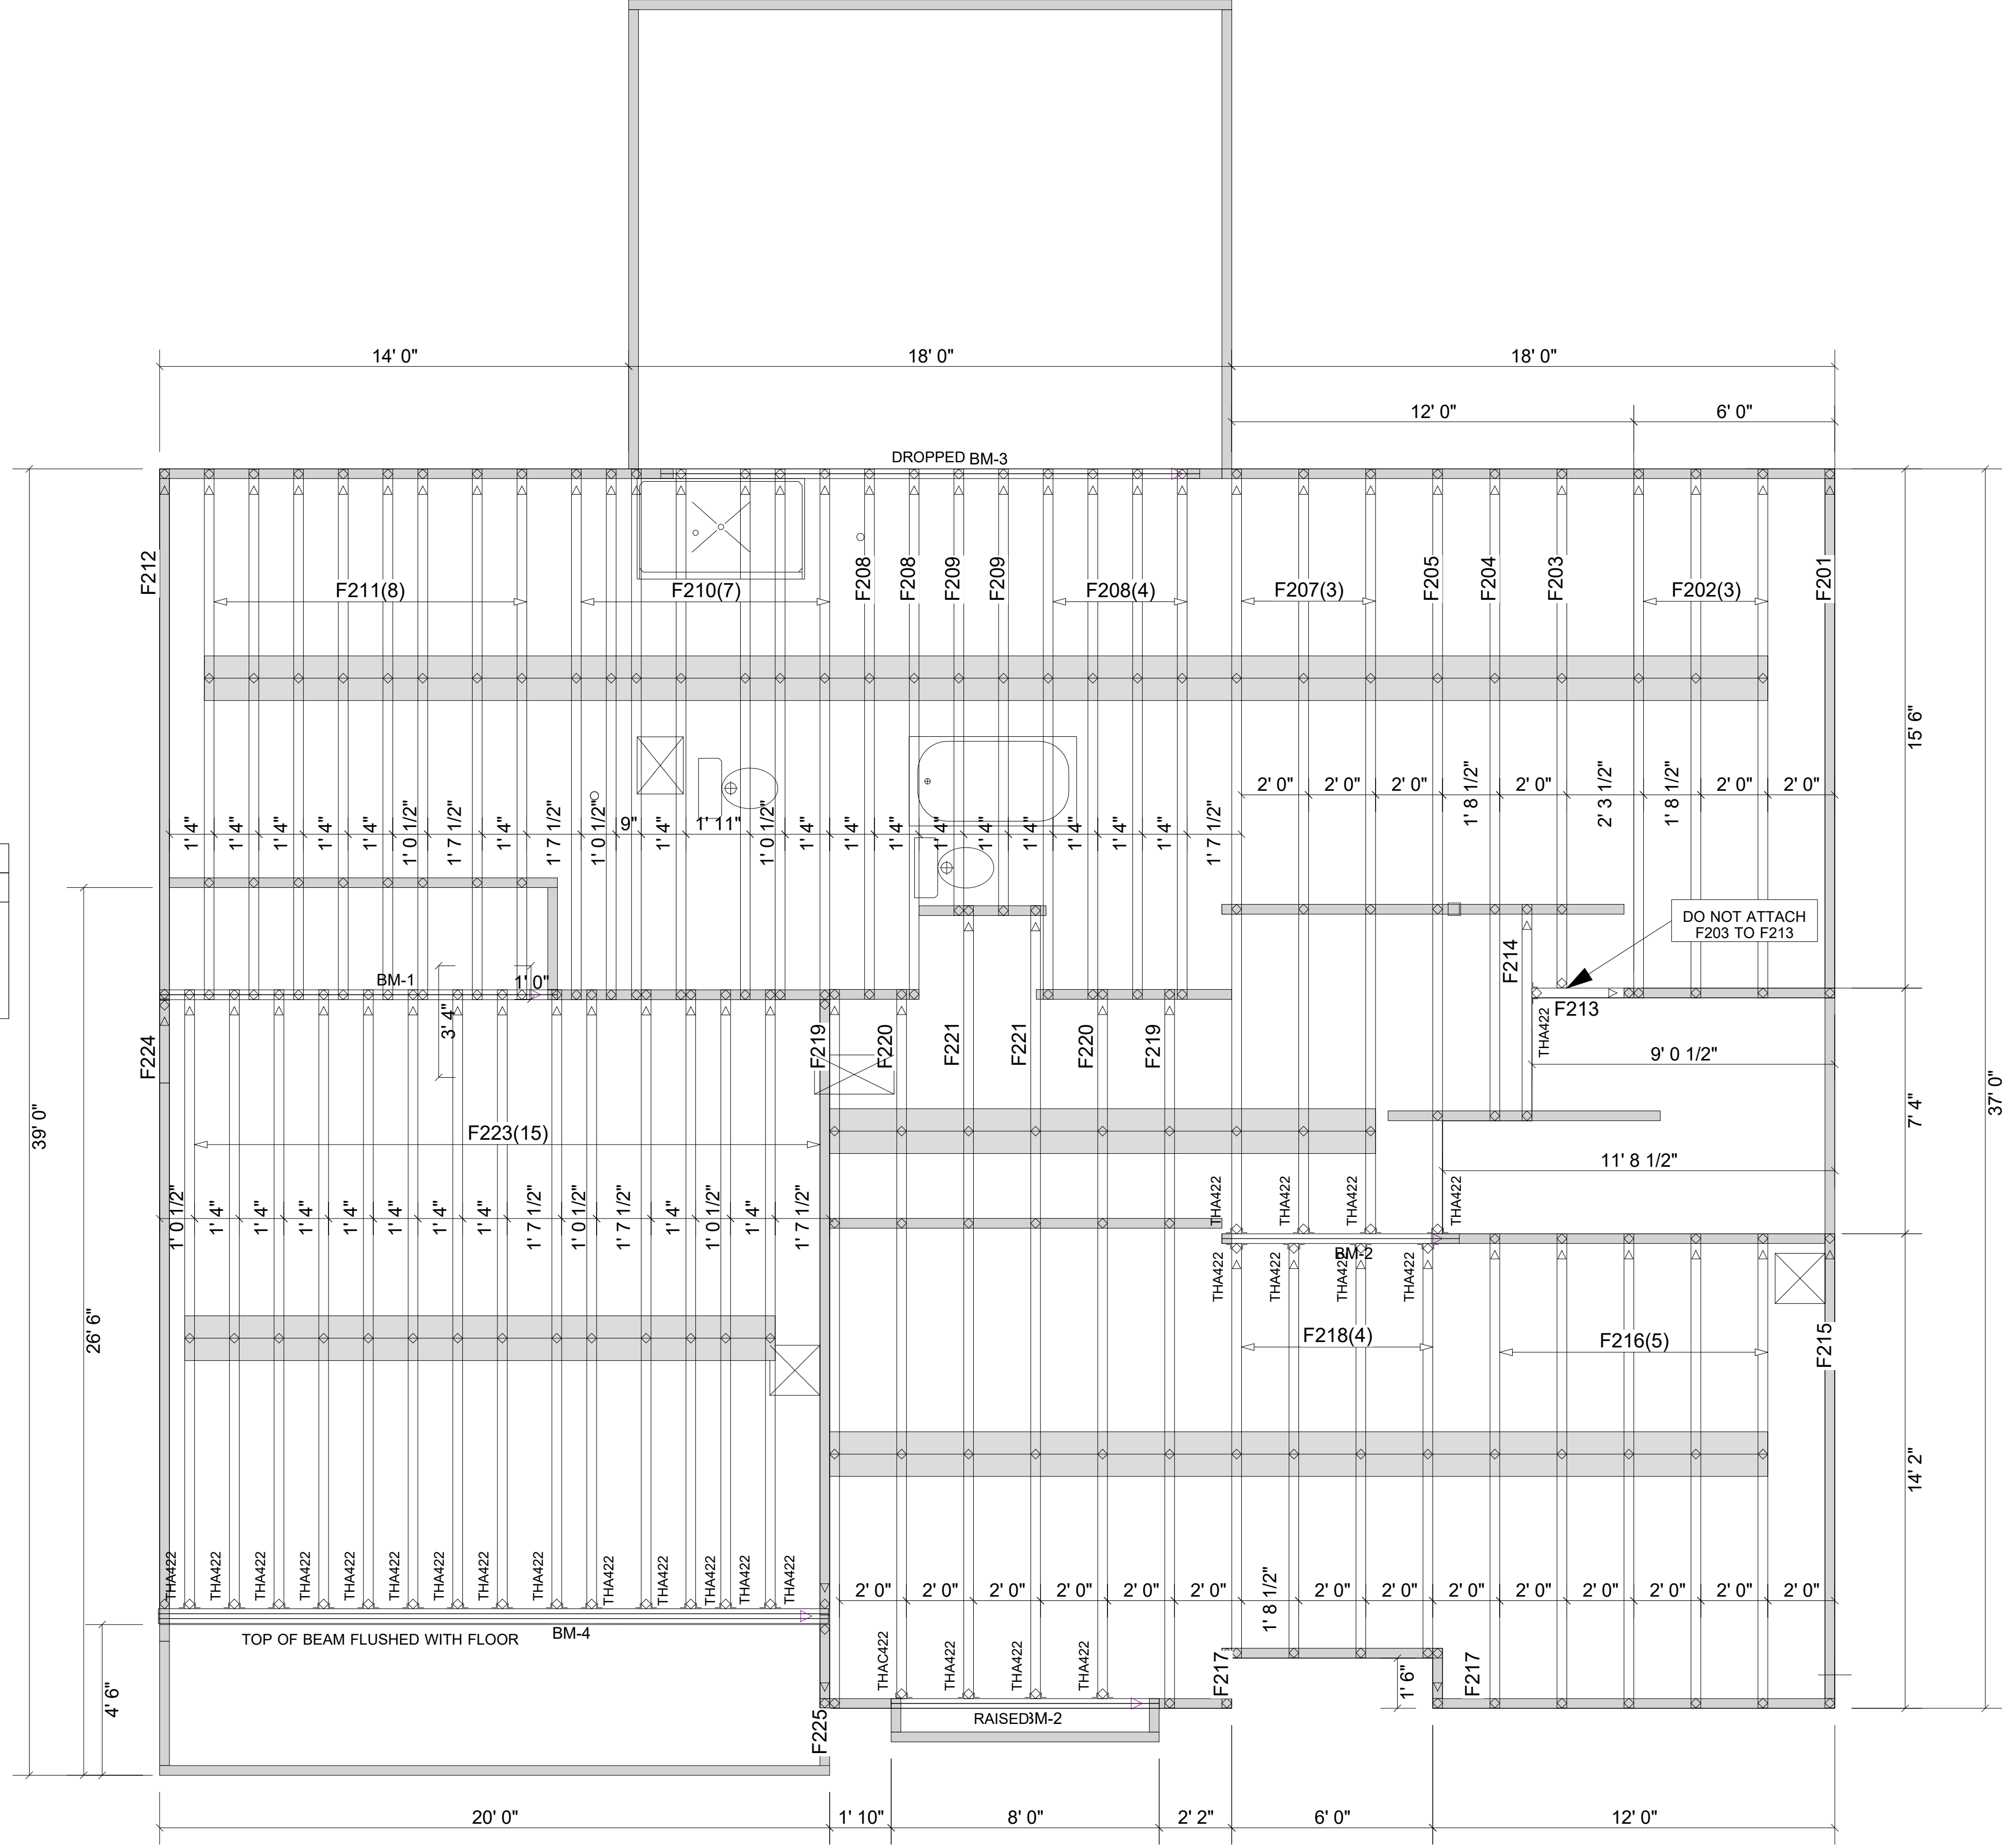 14' 0"
18' 0"
18' 0"
12' 0"
6' 0"
DROPPED BM-3
F212
F211(8)
F210(7)
F208
F208
F209
F209
F208(4)
F207(3)
F205
F204
F203
F202(3)
F201
15' 6"
37' 0"
2' 0"
2' 0"
2' 0"
1' 8 1/2"
2' 0"
2' 3 1/2"
1' 8 1/2"
2' 0"
2' 0"
1' 4"
1' 4"
1' 4"
1' 4"
1' 4"
1' 0 1/2"
1' 7 1/2"
1' 4"
1' 7 1/2"
1' 0 1/2"
9"
1' 4"
1' 11"
1' 0 1/2"
1' 4"
1' 4"
1' 4"
1' 4"
1' 4"
1' 4"
1' 4"
1' 4"
1' 7 1/2"
DO NOT ATTACH
F203 TO F213
BM-1
1' 0"
3' 4"
F214
F213
THA422
9' 0 1/2"
F224
F219
F220
F221
F221
F220
F219
39' 0"
7' 4"
F223(15)
11' 8 1/2"
1' 0 1/2"
1' 4"
1' 4"
1' 4"
1' 4"
1' 4"
1' 4"
1' 4"
1' 7 1/2"
1' 0 1/2"
1' 7 1/2"
1' 4"
1' 0 1/2"
1' 4"
1' 7 1/2"
THA422
THA422
THA422
THA422
BM-2
THA422
THA422
THA422
THA422
26' 6"
F218(4)
F216(5)
F215
14' 2"
THA422
THA422
THA422
THA422
THA422
THA422
THA422
THA422
THA422
THA422
THA422
THA422
THA422
THA422
2' 0"
2' 0"
2' 0"
2' 0"
2' 0"
2' 0"
1' 8 1/2"
2' 0"
2' 0"
2' 0"
2' 0"
2' 0"
2' 0"
2' 0"
2' 0"
TOP OF BEAM FLUSHED WITH FLOOR
BM-4
THAC422
THA422
THA422
THA422
F217
F217
1' 6"
4' 6"
F225
RAISED
BM-2
20' 0"
1' 10"
8' 0"
2' 2"
6' 0"
12' 0"